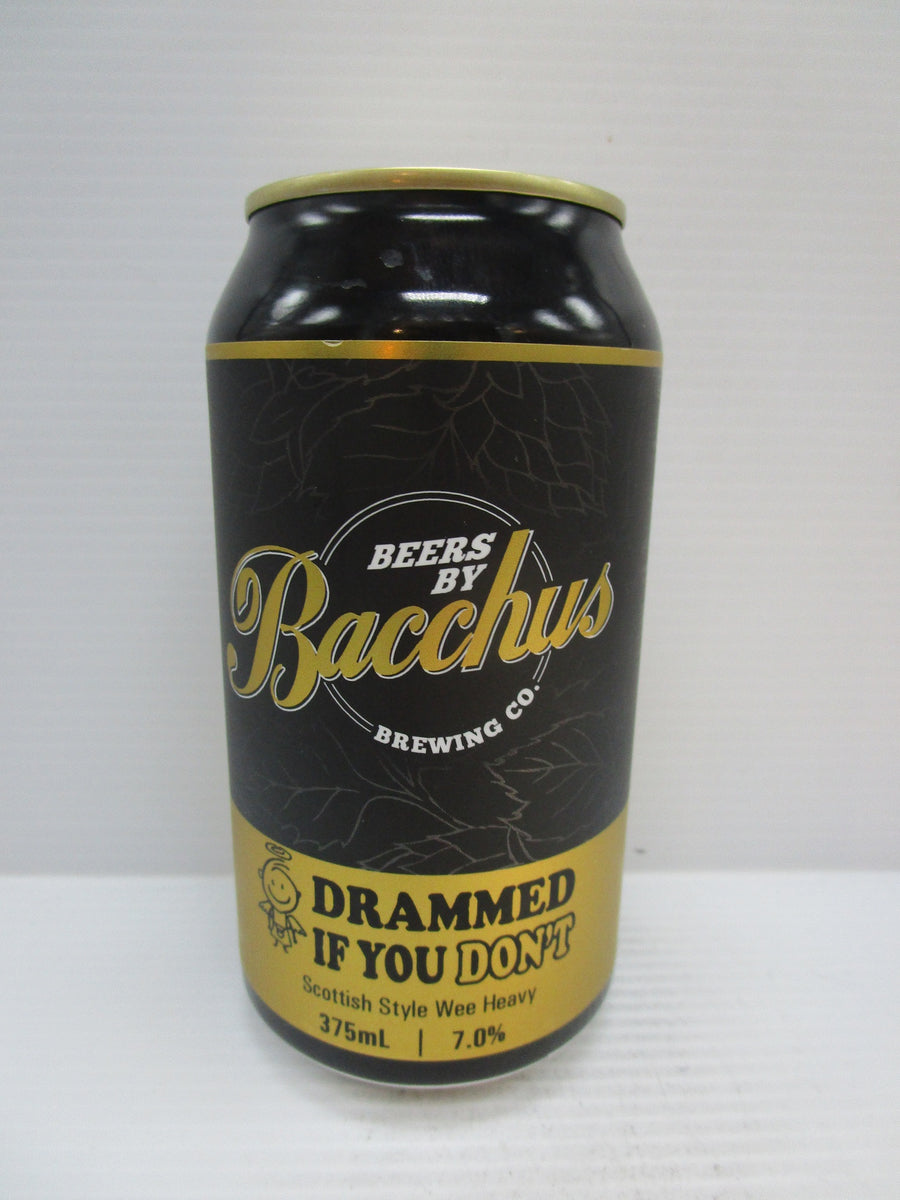 BEERS
BY
Bacchus
BREWING CO.
DRAMMED
IF YOU DON'T
Scottish Style Wee Heavy
375mL | 7.0%